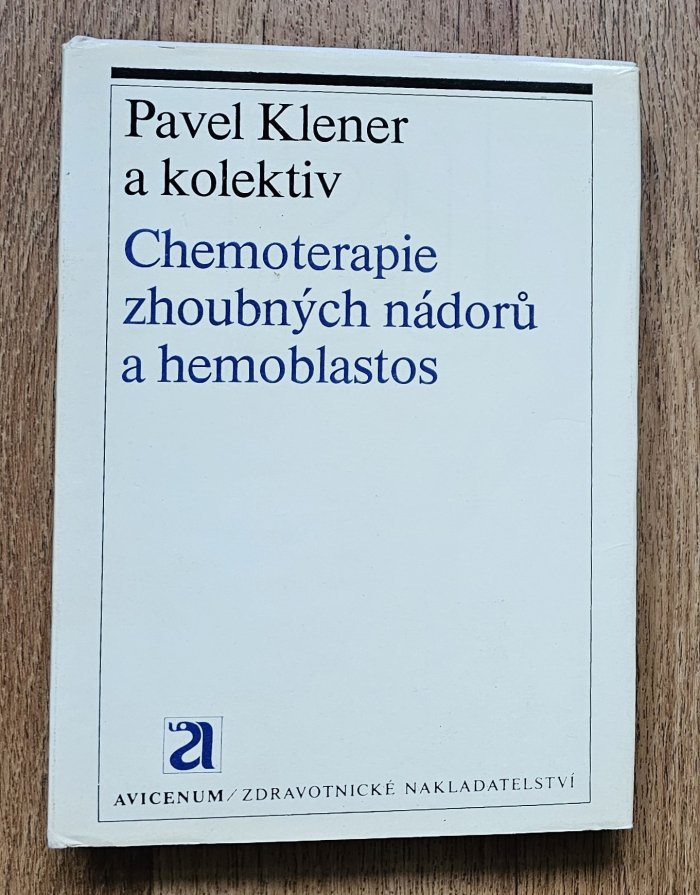 Pavel Klener
a kolektiv
Chemoterapie
zhoubných nádorů
a hemoblastos
a
AVICENUM/ZDRAVOTNICKÉ NAKLADATELSTVÍ